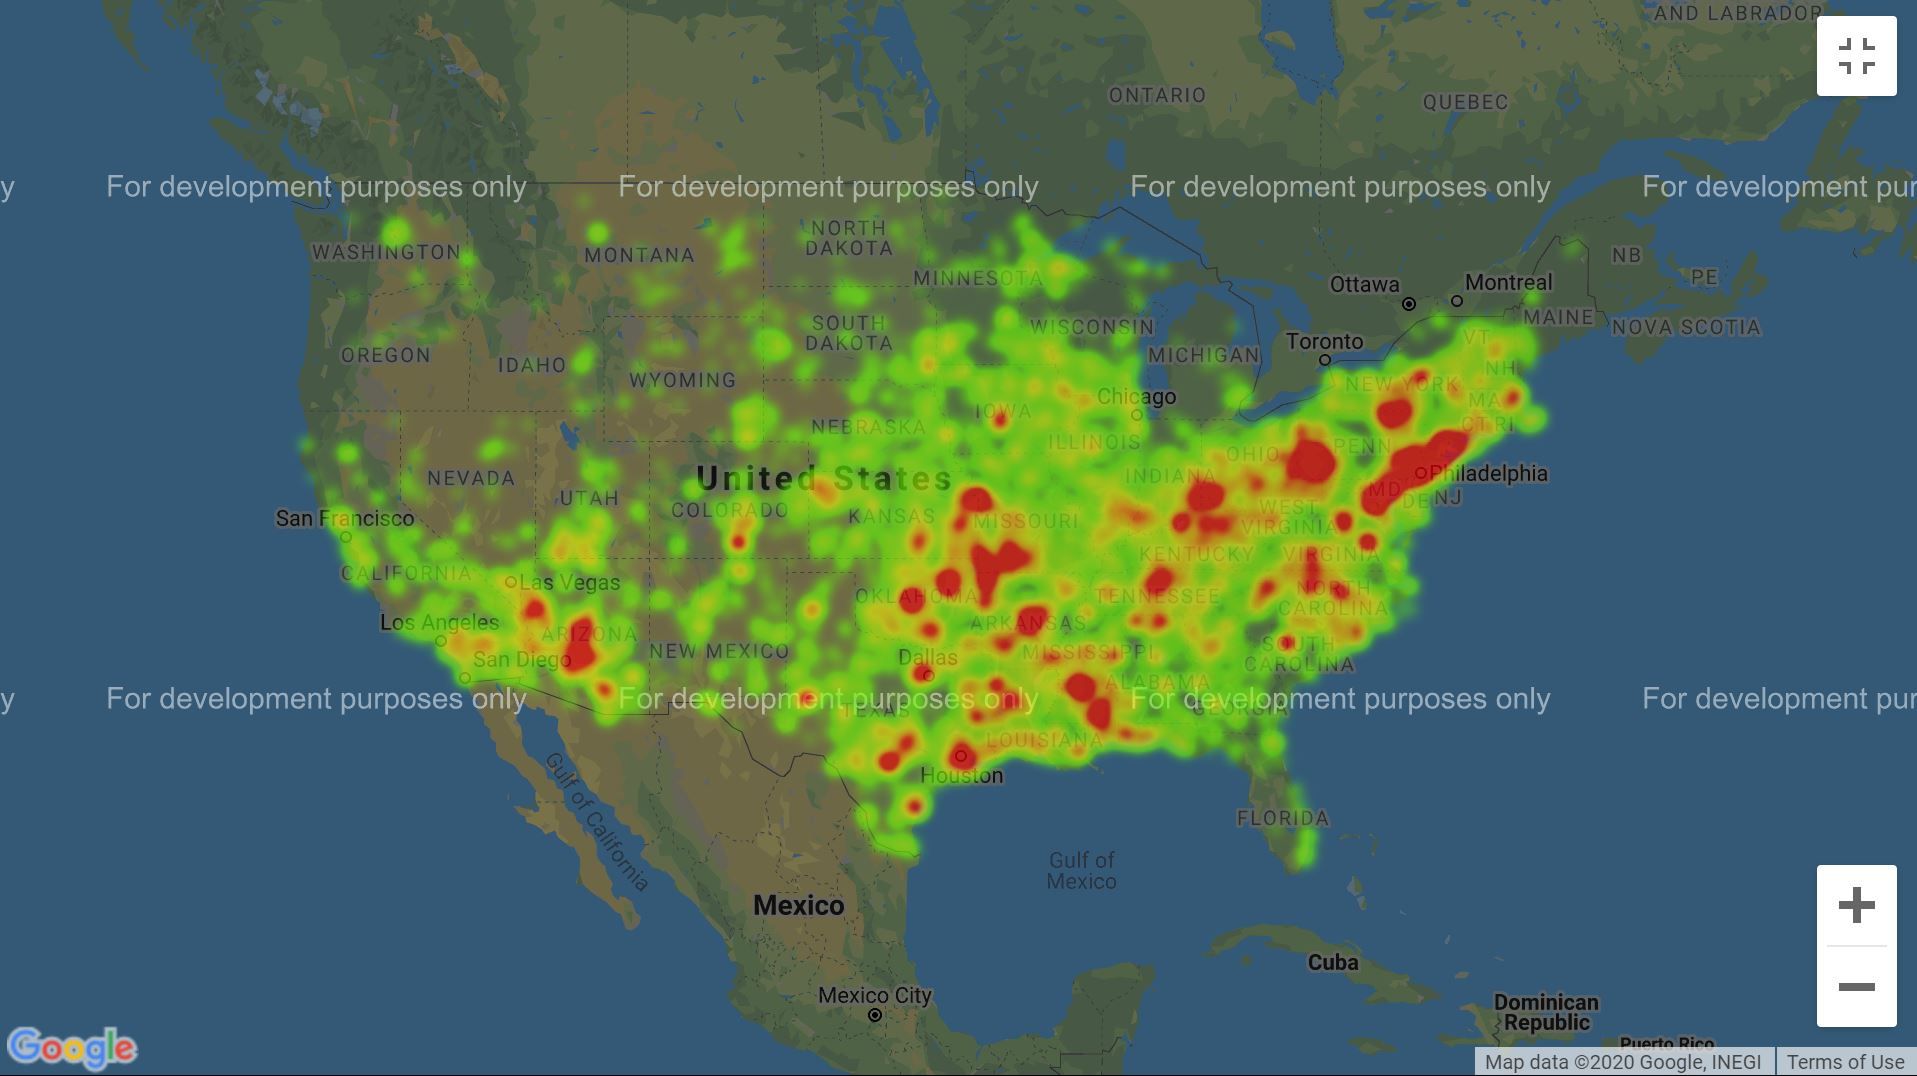 AND LABRADOR
ONTARIO
QUEBEC
y
For development purposes only
For development purposes only
For development purposes only
For development pur
WASHINGTON
MONTANA
NORTH
DAKOTA
MINNESOTA
NB
PE
Ottawa
Montreal
MAINE
NOVA SCOTIA
OREGON
IDAHO
WYOMING
SOUTH
DAKOTA
WISCONSIN
MICHIGAN
Toronto
VT
NH
NEW YORK
MA
CT RI
Chicago
IOWA
NEBRASKA
ILLINOIS
INDIANA
OHIO
PENN
Philadelphia
MD
DE
NJ
NEVADA
UTAH
United States
COLORADO
KANSAS
MISSOURI
WEST
VIRGINIA
KENTUCKY
VIRGINIA
San Francisco
CALIFORNIA
Las Vegas
Los Angeles
San Diego
ARIZONA
NEW MEXICO
OKLAHOMA
ARKANSAS
TENNESSEE
NORTH
CAROLINA
SOUTH
CAROLINA
Dallas
MISSISSIPPI
ALABAMA
GEORGIA
y
For development purposes only
For development purposes only
For development purposes only
For development pur
TEXAS
LOUISIANA
Houston
FLORIDA
Gulf of California
Gulf of
Mexico
Mexico
Mexico City
Cuba
Dominican
Republic
Puerto Rico
Google
Map data ©2020 Google, INEGI
Terms of Use